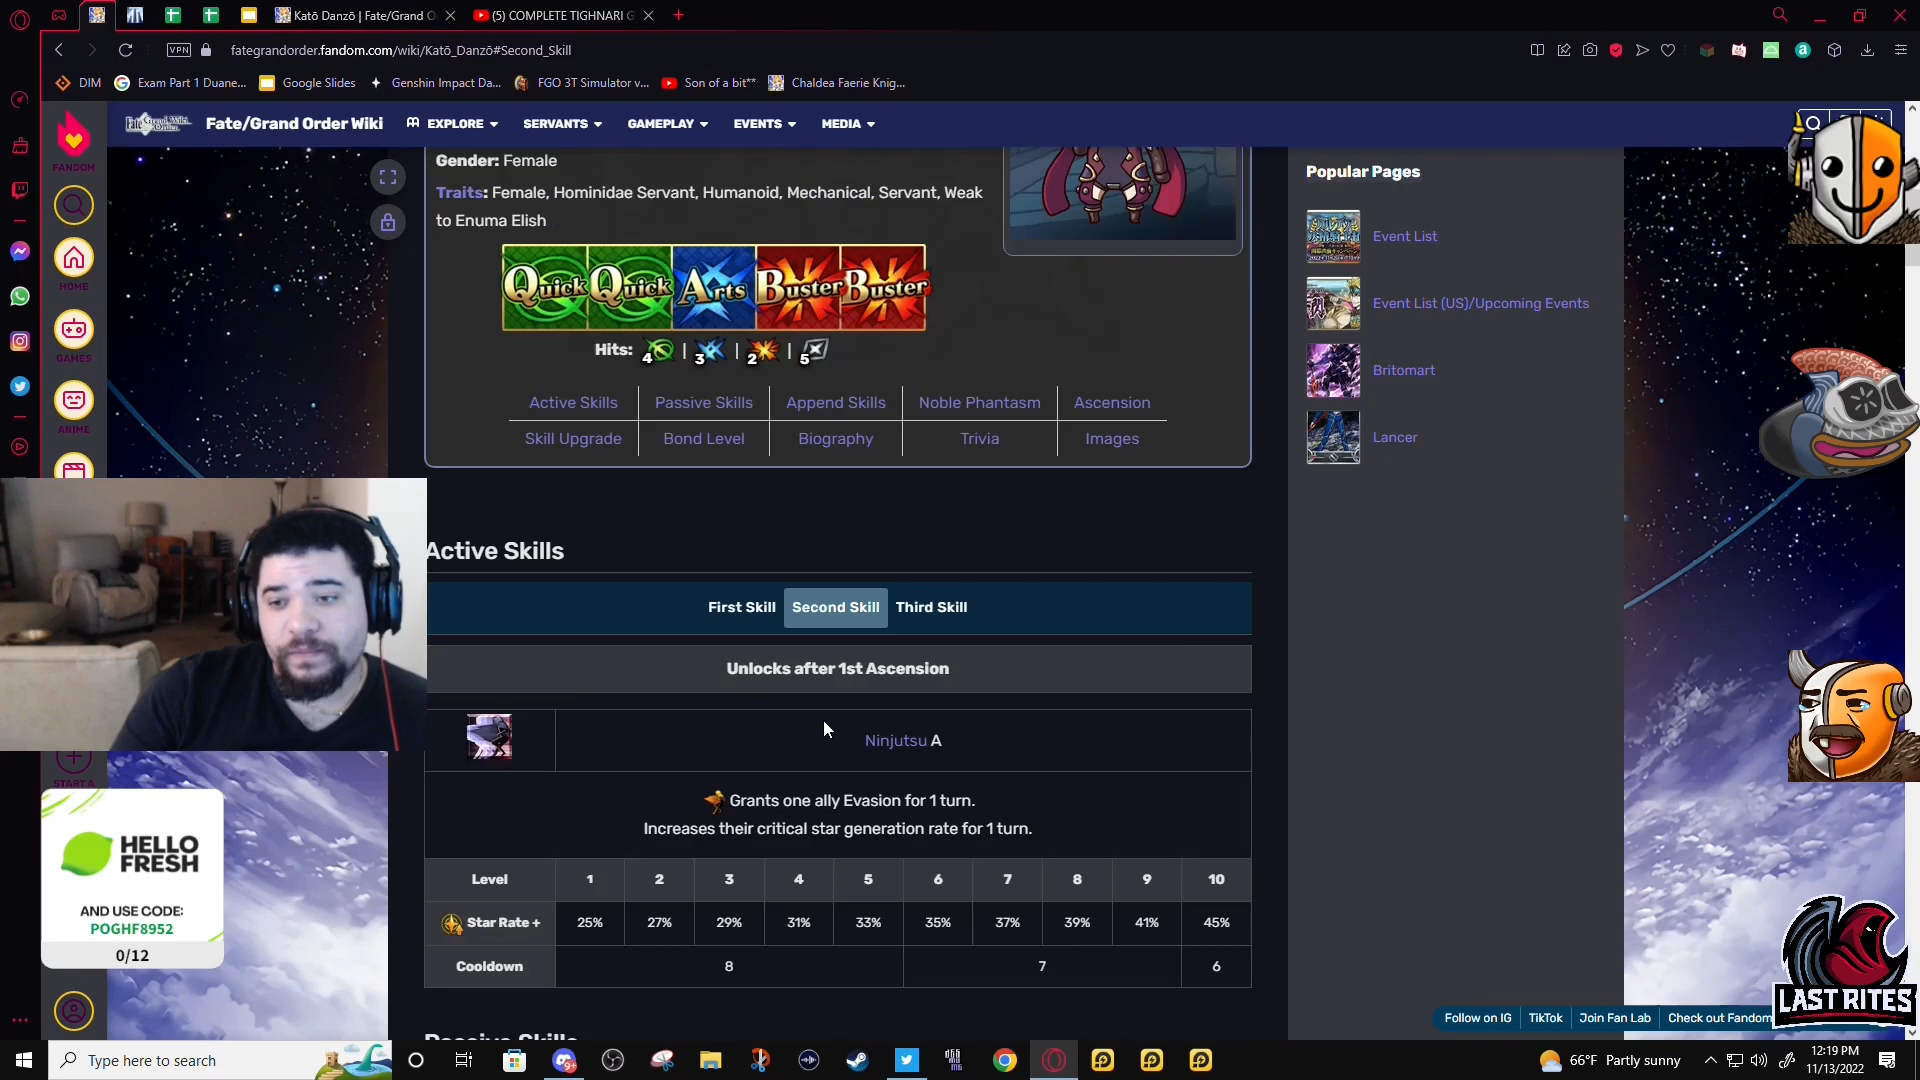 Katō Danzō | Fate/Grand O
(5) COMPLETE TIGHNARI G
VPN
fategrandorder.fandom.com/wiki/Katō_Danzō#Second_Skill
DIM
Exam Part 1 Duane...
Google Slides
Genshin Impact Da...
FGO 3T Simulator v...
Son of a bit**
Chaldea Faerie Knig...
FANDOM
HOME
GAMES
ANIME
START A
Fate/Grand Order Wiki
EXPLORE
SERVANTS
GAMEPLAY
EVENTS
MEDIA
Gender: Female
Traits: Female, Hominidae Servant, Humanoid, Mechanical, Servant, Weak
to Enuma Elish
Quick Quick Arts Buster Buster
Hits: 4 | 3 | 2 | 5
Active Skills Passive Skills Append Skills Noble Phantasm Ascension
Skill Upgrade Bond Level Biography Trivia Images
Popular Pages
Event List
Event List (US)/Upcoming Events
Britomart
Lancer
Active Skills
First Skill Second Skill Third Skill
Unlocks after 1st Ascension
Ninjutsu A
Grants one ally Evasion for 1 turn.
Increases their critical star generation rate for 1 turn.
Level 1 2 3 4 5 6 7 8 9 10
Star Rate + 25% 27% 29% 31% 33% 35% 37% 39% 41% 45%
Cooldown 8 7 6
Passive Skills
HELLO
FRESH
AND USE CODE:
POGHF8952
0/12
LAST RITES
Follow on IG
TikTok
Join Fan Lab
Check out Fandom
Type here to search
9+
66°F Partly sunny
12:19 PM
11/13/2022